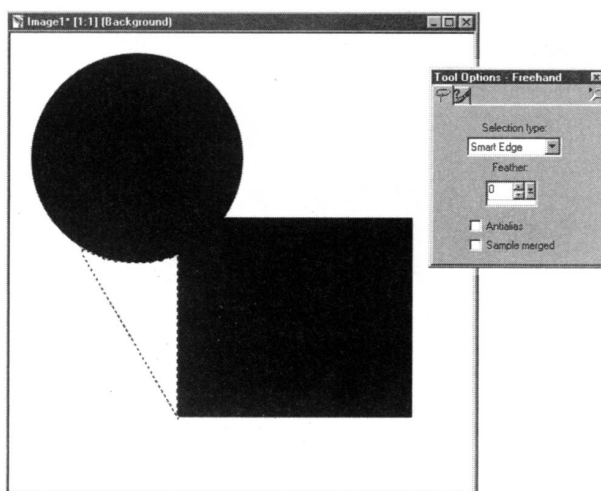 Image1* [1:1] (Background)
Tool Options - Freehand
Selection type:
Smart Edge
Feather:
0
Antialias
Sample merged